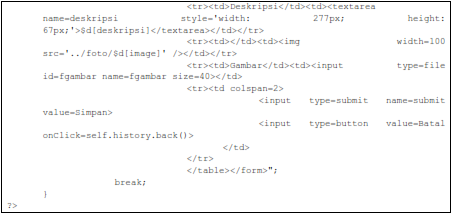 <tr><td>Deskripsi</td><td><textarea
name=deskripsi style='width: 277px; height:
67px;'>$d[deskripsi]</textarea></td></tr>
<tr><td></td><td><img width=100
src='../foto/$d[image]' /></td></tr>
<tr><td>Gambar</td><td><input type=file
id=fgambar name=fgambar size=40></td>
<tr><td colspan=2>
<input type=submit name=submit
value=Simpan>
<input type=button value=Batal
onClick=self.history.back()>
</td>
</tr>
</table></form>";
break;
}
?>